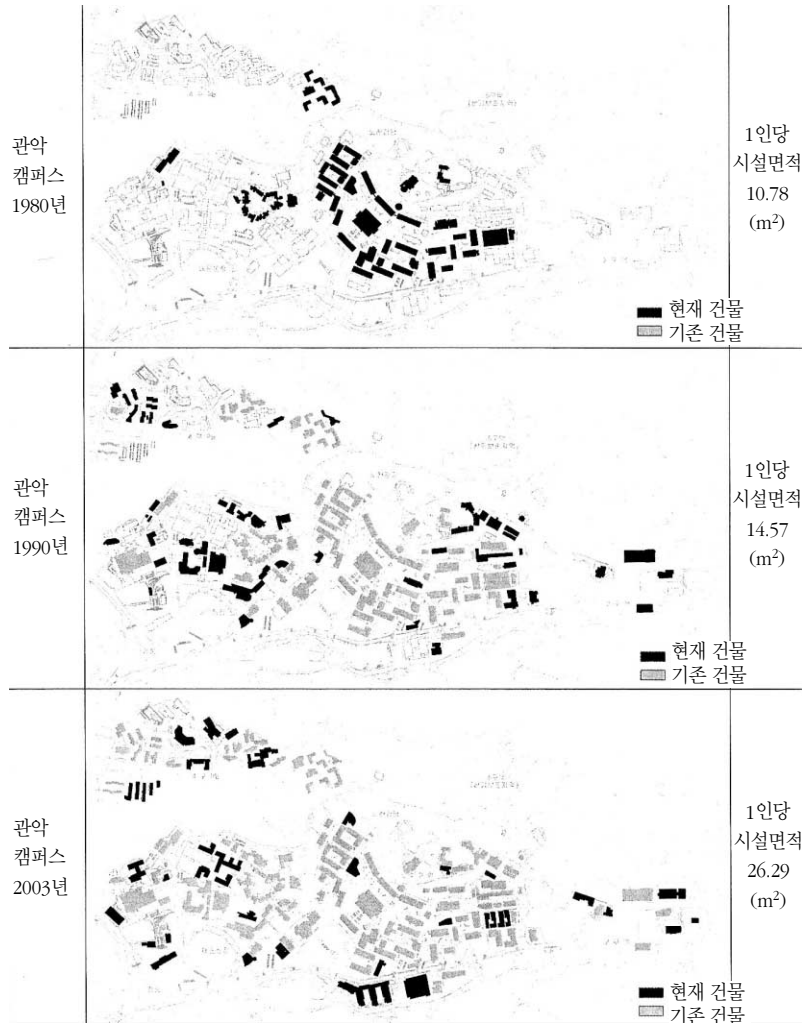 관악
캠퍼스
1980년
1인당
시설면적
10.78
(m²)
현재 건물
기존 건물
관악
캠퍼스
1990년
1인당
시설면적
14.57
(m²)
현재 건물
기존 건물
관악
캠퍼스
2003년
1인당
시설면적
26.29
(m²)
현재 건물
기존 건물